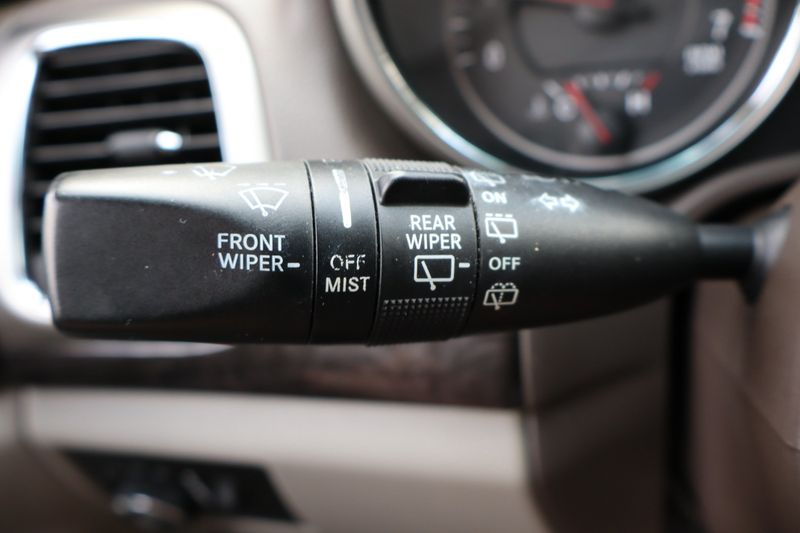 FRONT
WIPER
OFF
MIST
REAR
WIPER
ON
OFF
H